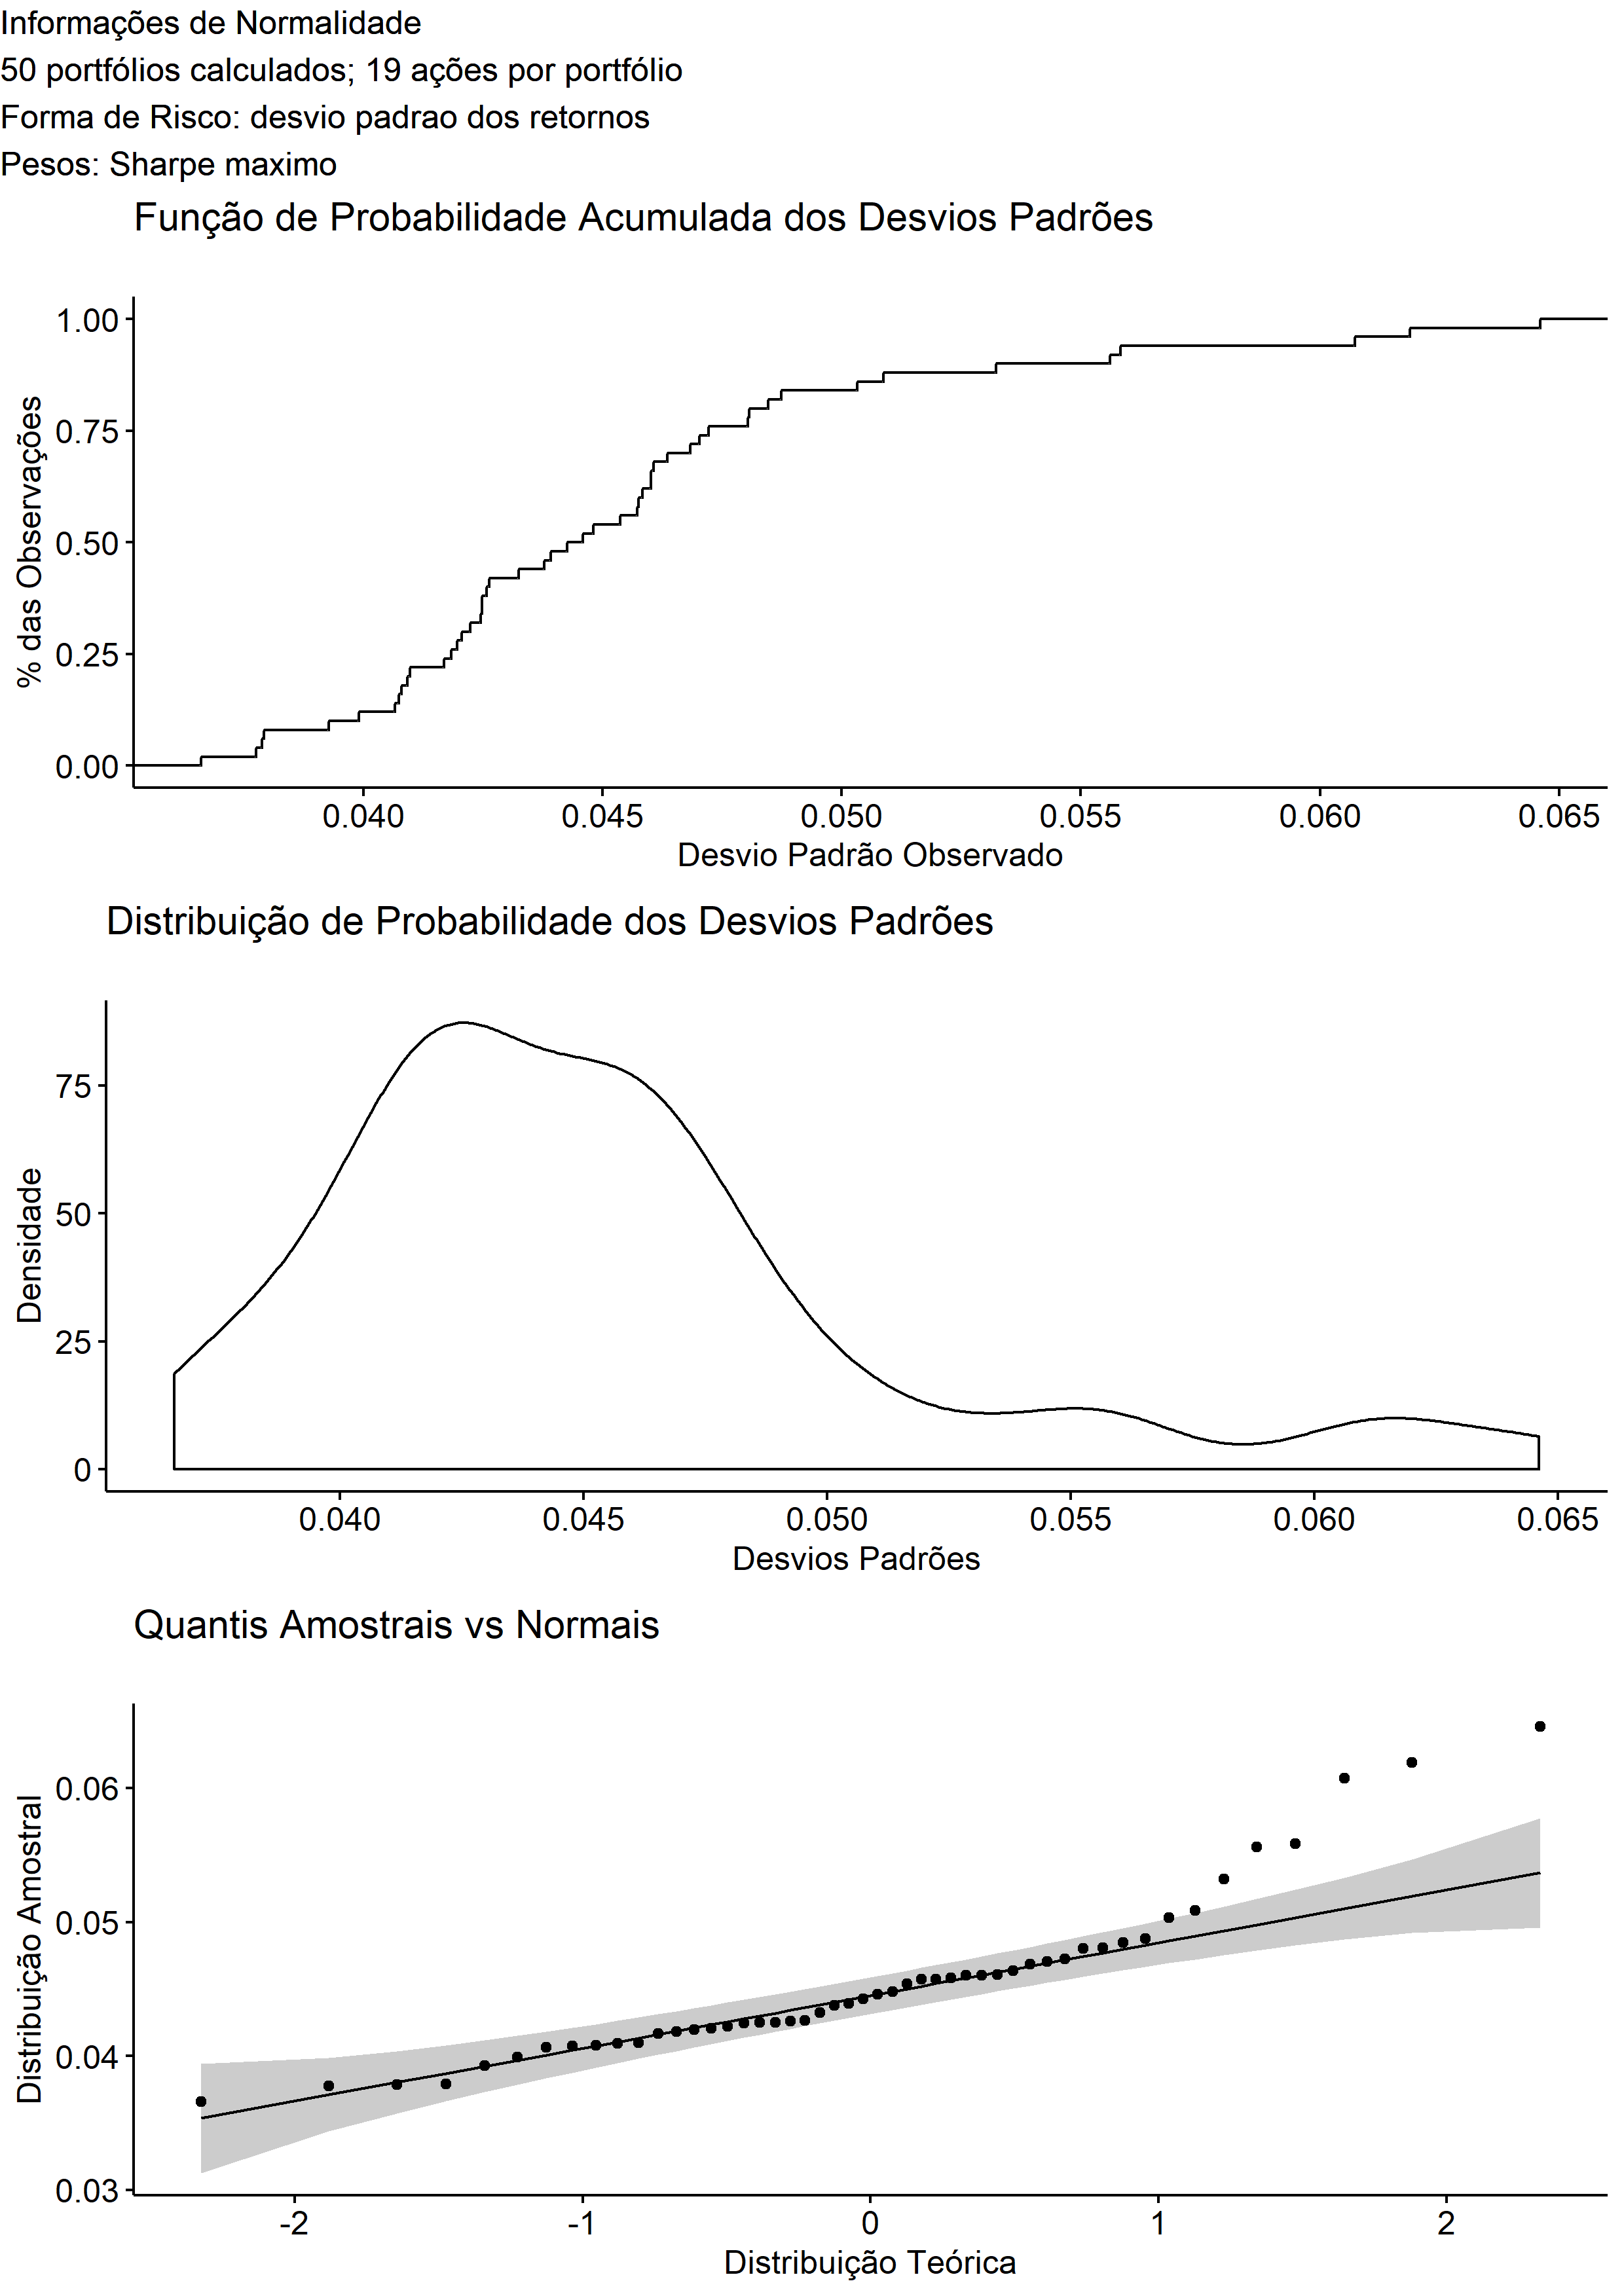 Informações de Normalidade
50 portfólios calculados; 19 ações por portfólio
Forma de Risco: desvio padrao dos retornos
Pesos: Sharpe maximo
Função de Probabilidade Acumulada dos Desvios Padrões
% das Observações
1.00
0.75
0.50
0.25
0.00
0.040 0.045 0.050 0.055 0.060 0.065
Desvio Padrão Observado
Distribuição de Probabilidade dos Desvios Padrões
Densidade
75
50
25
0
0.040 0.045 0.050 0.055 0.060 0.065
Desvios Padrões
Quantis Amostrais vs Normais
Distribuição Amostral
0.06
0.05
0.04
0.03
-2 -1 0 1 2
Distribuição Teórica